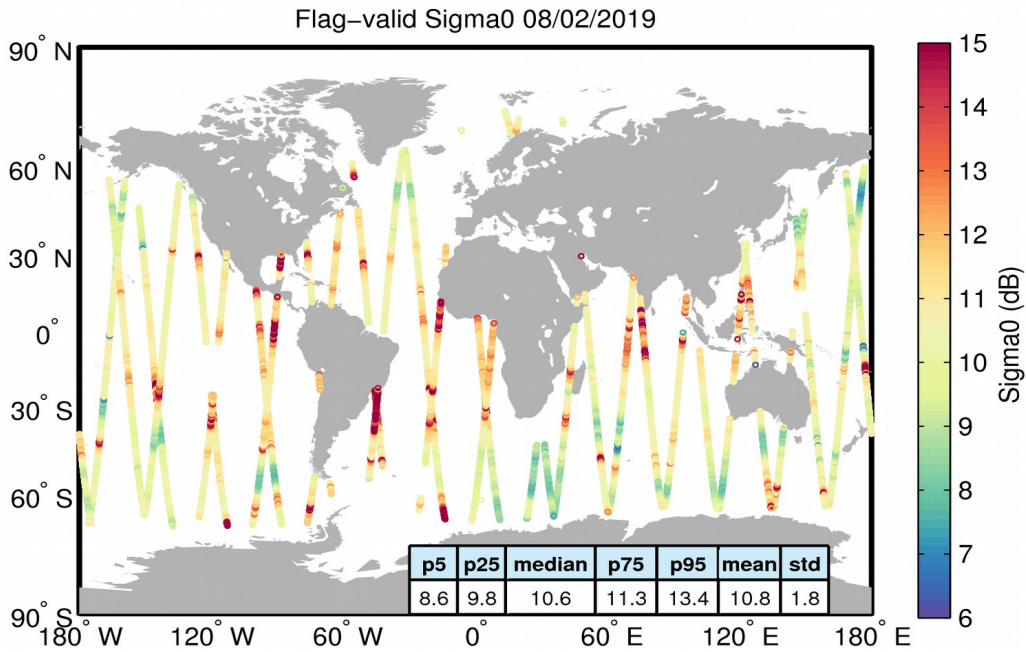 Flag−valid Sigma0 08/02/2019
90° N
60° N
30° N
0°
30° S
60° S
90° S
180° W
120° W
60° W
0°
60° E
120° E
180° E
15
14
13
12
11
10
9
8
7
6
Sigma0 (dB)
p5 p25 median p75 p95 mean std
8.6 9.8 10.6 11.3 13.4 10.8 1.8